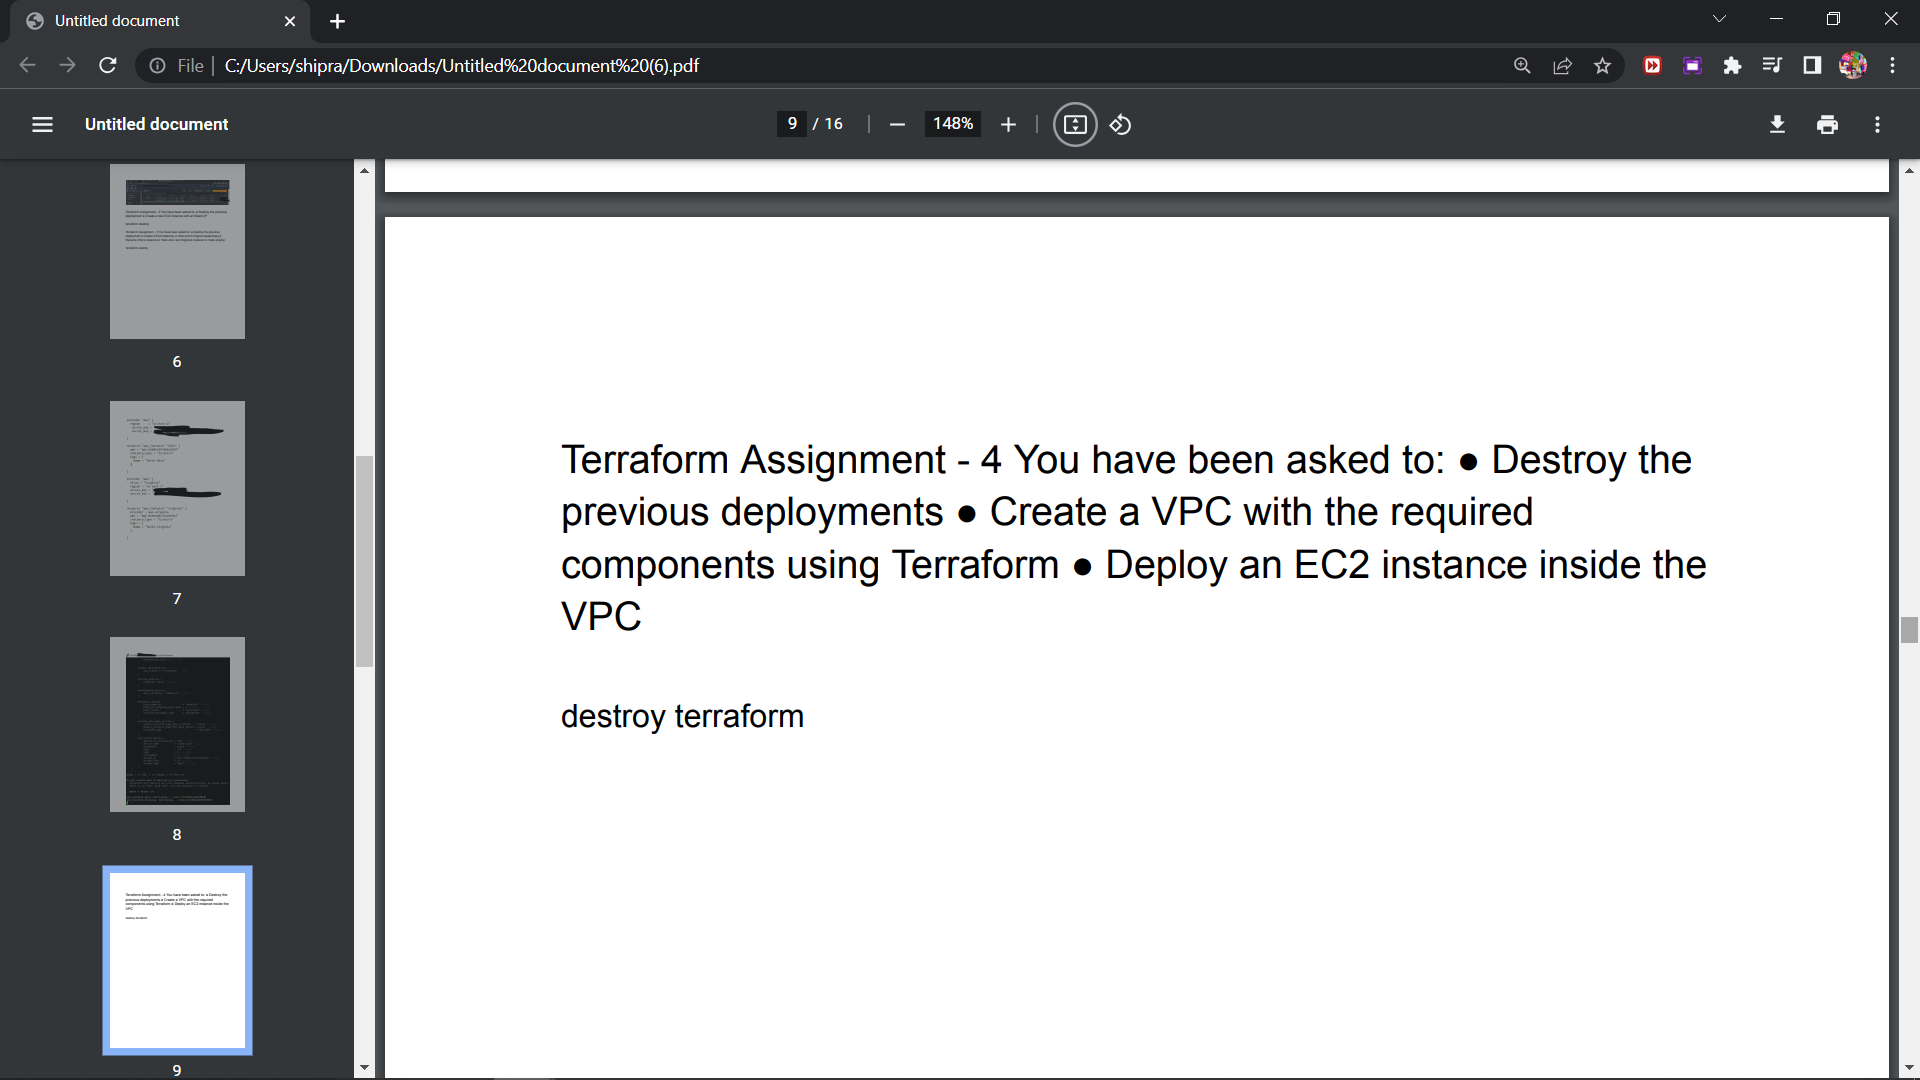 Untitled document
File
C:/Users/shipra/Downloads/Untitled%20document%20(6).pdf
Untitled document
9 / 16
148%
6
7
8
Terraform Assignment - 4 You have been asked to: ● Destroy the
previous deployments ● Create a VPC with the required
components using Terraform ● Deploy an EC2 instance inside the
VPC
destroy terraform
9